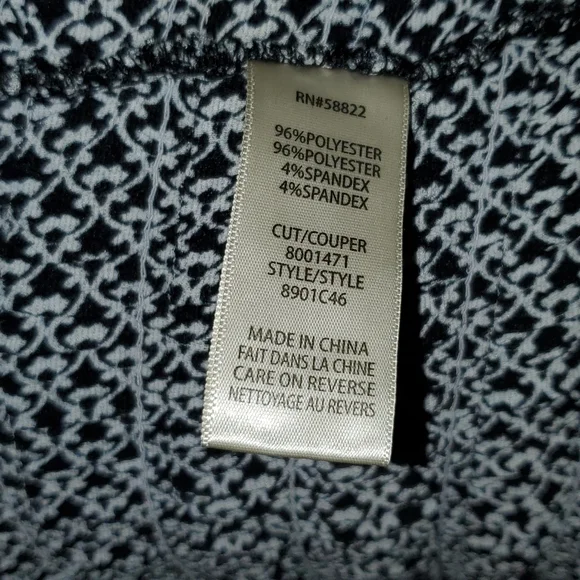 RN#58822
96%POLYESTER
96%POLYESTER
4%SPANDEX
4%SPANDEX
CUT/COUPER
8001471
STYLE/STYLE
8901C46
MADE IN CHINA
FAIT DANS LA CHINE
CARE ON REVERSE
NETTOYAGE AU REVERS